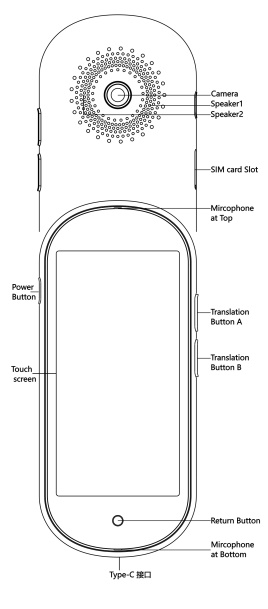 Camera
Speaker1
Speaker2
SIM card Slot
Mircophone
at Top
Power
Button
Translation
Button A
Translation
Button B
Touch
screen
Return Button
Mircophone
at Bottom
Type-C 接口